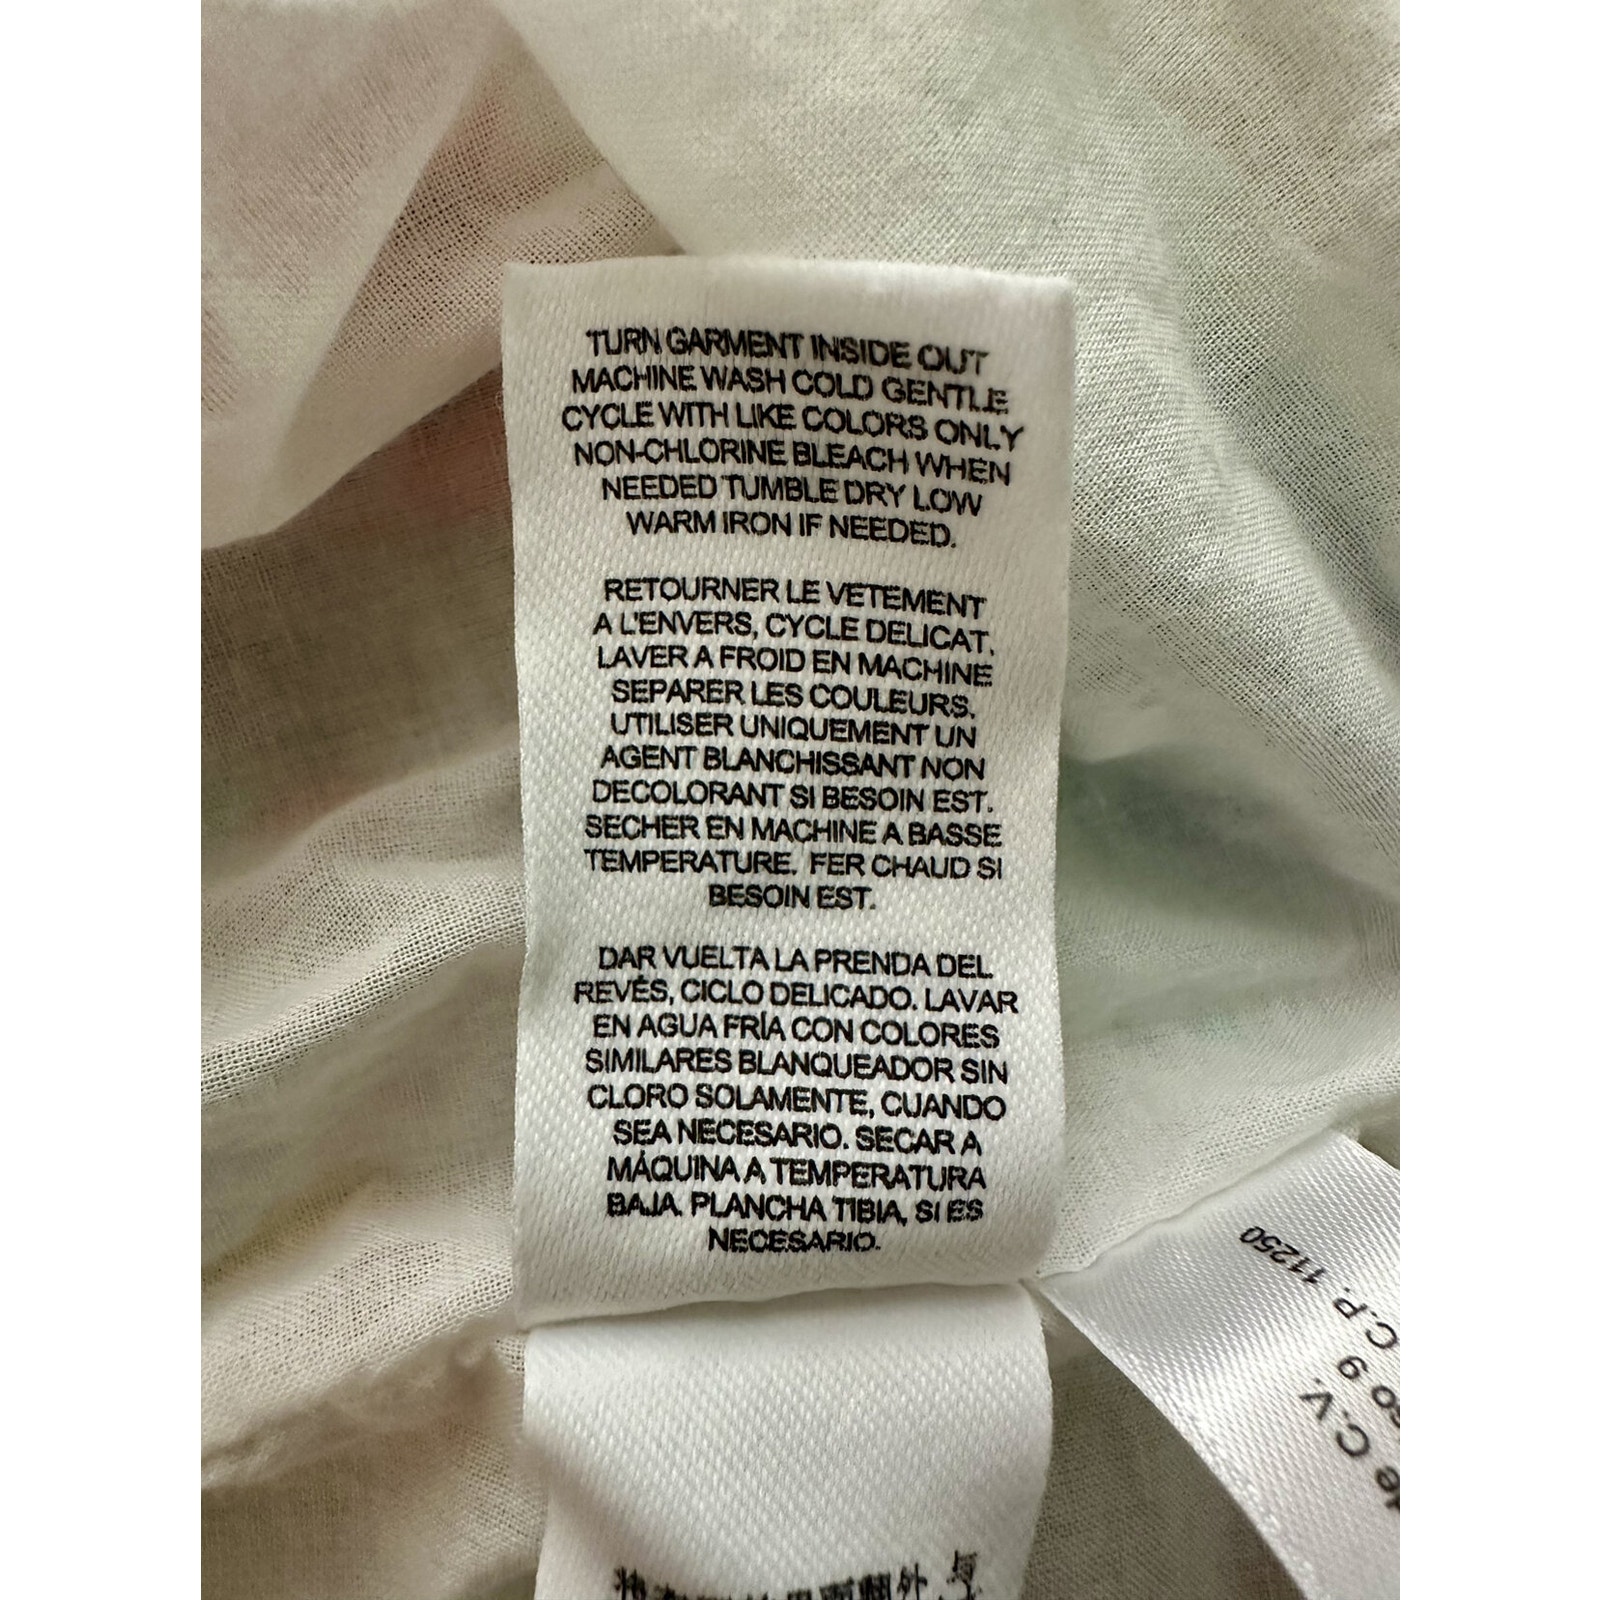 TURN GARMENT INSIDE OUT
MACHINE WASH COLD GENTLE
CYCLE WITH LIKE COLORS ONLY
NON-CHLORINE BLEACH WHEN
NEEDED TUMBLE DRY LOW
WARM IRON IF NEEDED.
RETOURNER LE VETEMENT
A L'ENVERS, CYCLE DELICAT.
LAVER A FROID EN MACHINE
SEPARER LES COULEURS.
UTILISER UNIQUEMENT UN
AGENT BLANCHISSANT NON
DECOLORANT SI BESOIN EST.
SECHER EN MACHINE A BASSE
TEMPERATURE. FER CHAUD SI
BESOIN EST.
DAR VUELTA LA PRENDA DEL
REVÉS, CICLO DELICADO. LAVAR
EN AGUA FRÍA CON COLORES
SIMILARES BLANQUEADOR SIN
CLORO SOLAMENTE, CUANDO
SEA NECESARIO. SECAR A
MÁQUINA A TEMPERATURA
BAJA. PLANCHA TIBIA, SI ES
NECESARIO.
de C.V.
9
C.P. 11250